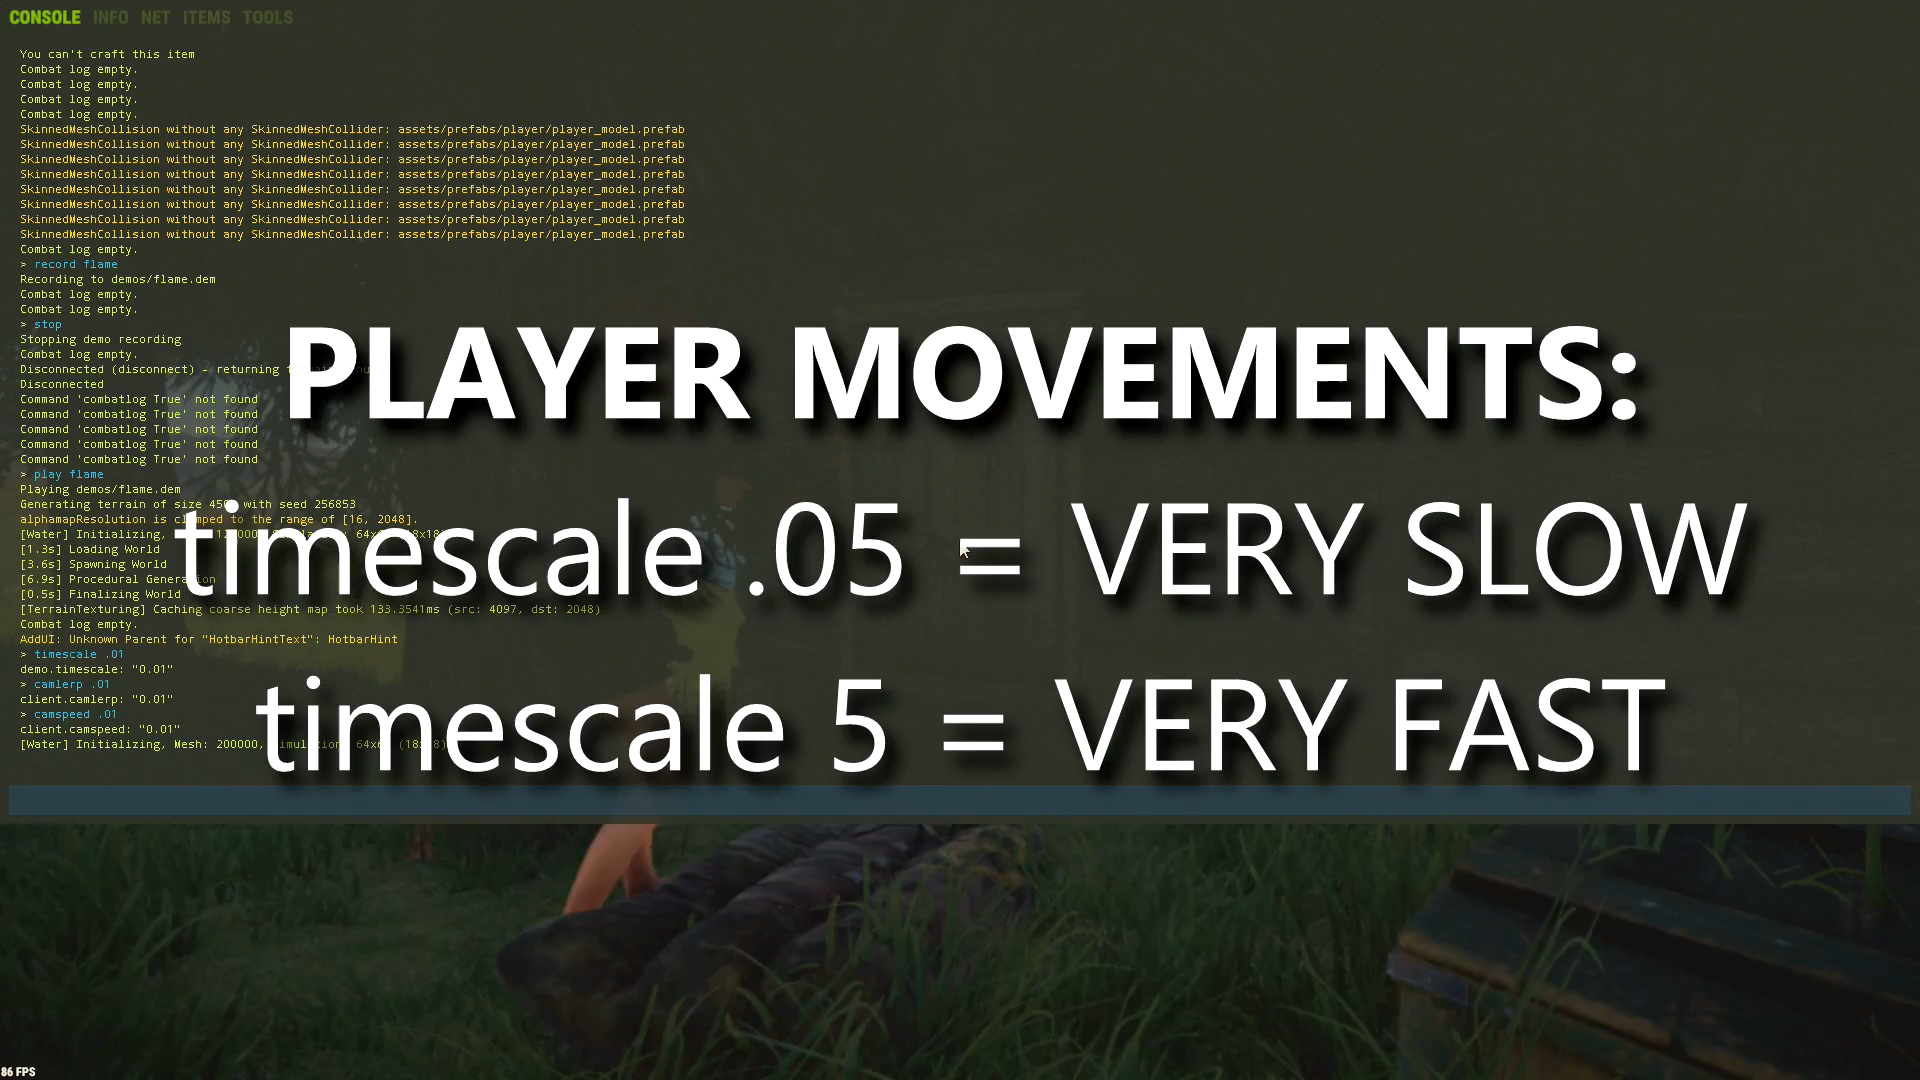 CONSOLE INFO NET ITEMS TOOLS
You can't craft this item
Combat log empty.
Combat log empty.
Combat log empty.
Combat log empty.
SkinnedMeshCollision without any SkinnedMeshCollider: assets/prefabs/player/player_model.prefab
SkinnedMeshCollision without any SkinnedMeshCollider: assets/prefabs/player/player_model.prefab
SkinnedMeshCollision without any SkinnedMeshCollider: assets/prefabs/player/player_model.prefab
SkinnedMeshCollision without any SkinnedMeshCollider: assets/prefabs/player/player_model.prefab
SkinnedMeshCollision without any SkinnedMeshCollider: assets/prefabs/player/player_model.prefab
SkinnedMeshCollision without any SkinnedMeshCollider: assets/prefabs/player/player_model.prefab
SkinnedMeshCollision without any SkinnedMeshCollider: assets/prefabs/player/player_model.prefab
SkinnedMeshCollision without any SkinnedMeshCollider: assets/prefabs/player/player_model.prefab
Combat log empty.
> record flame
Recording to demos/flame.dem
Combat log empty.
Combat log empty.
> stop
Stopping demo recording
Combat log empty.
Disconnected (disconnect) - returning
Disconnected
Command 'combatlog True' not found
Command 'combatlog True' not found
Command 'combatlog True' not found
Command 'combatlog True' not found
Command 'combatlog True' not found
> play flame
Playing demos/flame.dem
Generating terrain of size with seed 256853
alphamapResolution is to the range of [16, 2048].
[Water] Initializing,
[1.3s] Loading World
[3.6s] Spawning World
[6.9s] Procedural Generation
[0.5s] Finalizing World
[TerrainTexturing] Caching coarse height map took 133.3541ms (src: 4097, dst: 2048)
Combat log empty.
AddUI: Unknown Parent for "HotbarHintText": HotbarHint
> timescale .01
demo.timescale: "0.01"
> camlerp .01
client.camlerp: "0.01"
> camspeed .01
client.camspeed: "0.01"
[Water] Initializing, Mesh: 200000,
PLAYER MOVEMENTS:
timescale .05 = VERY SLOW
timescale 5 = VERY FAST
86 FPS